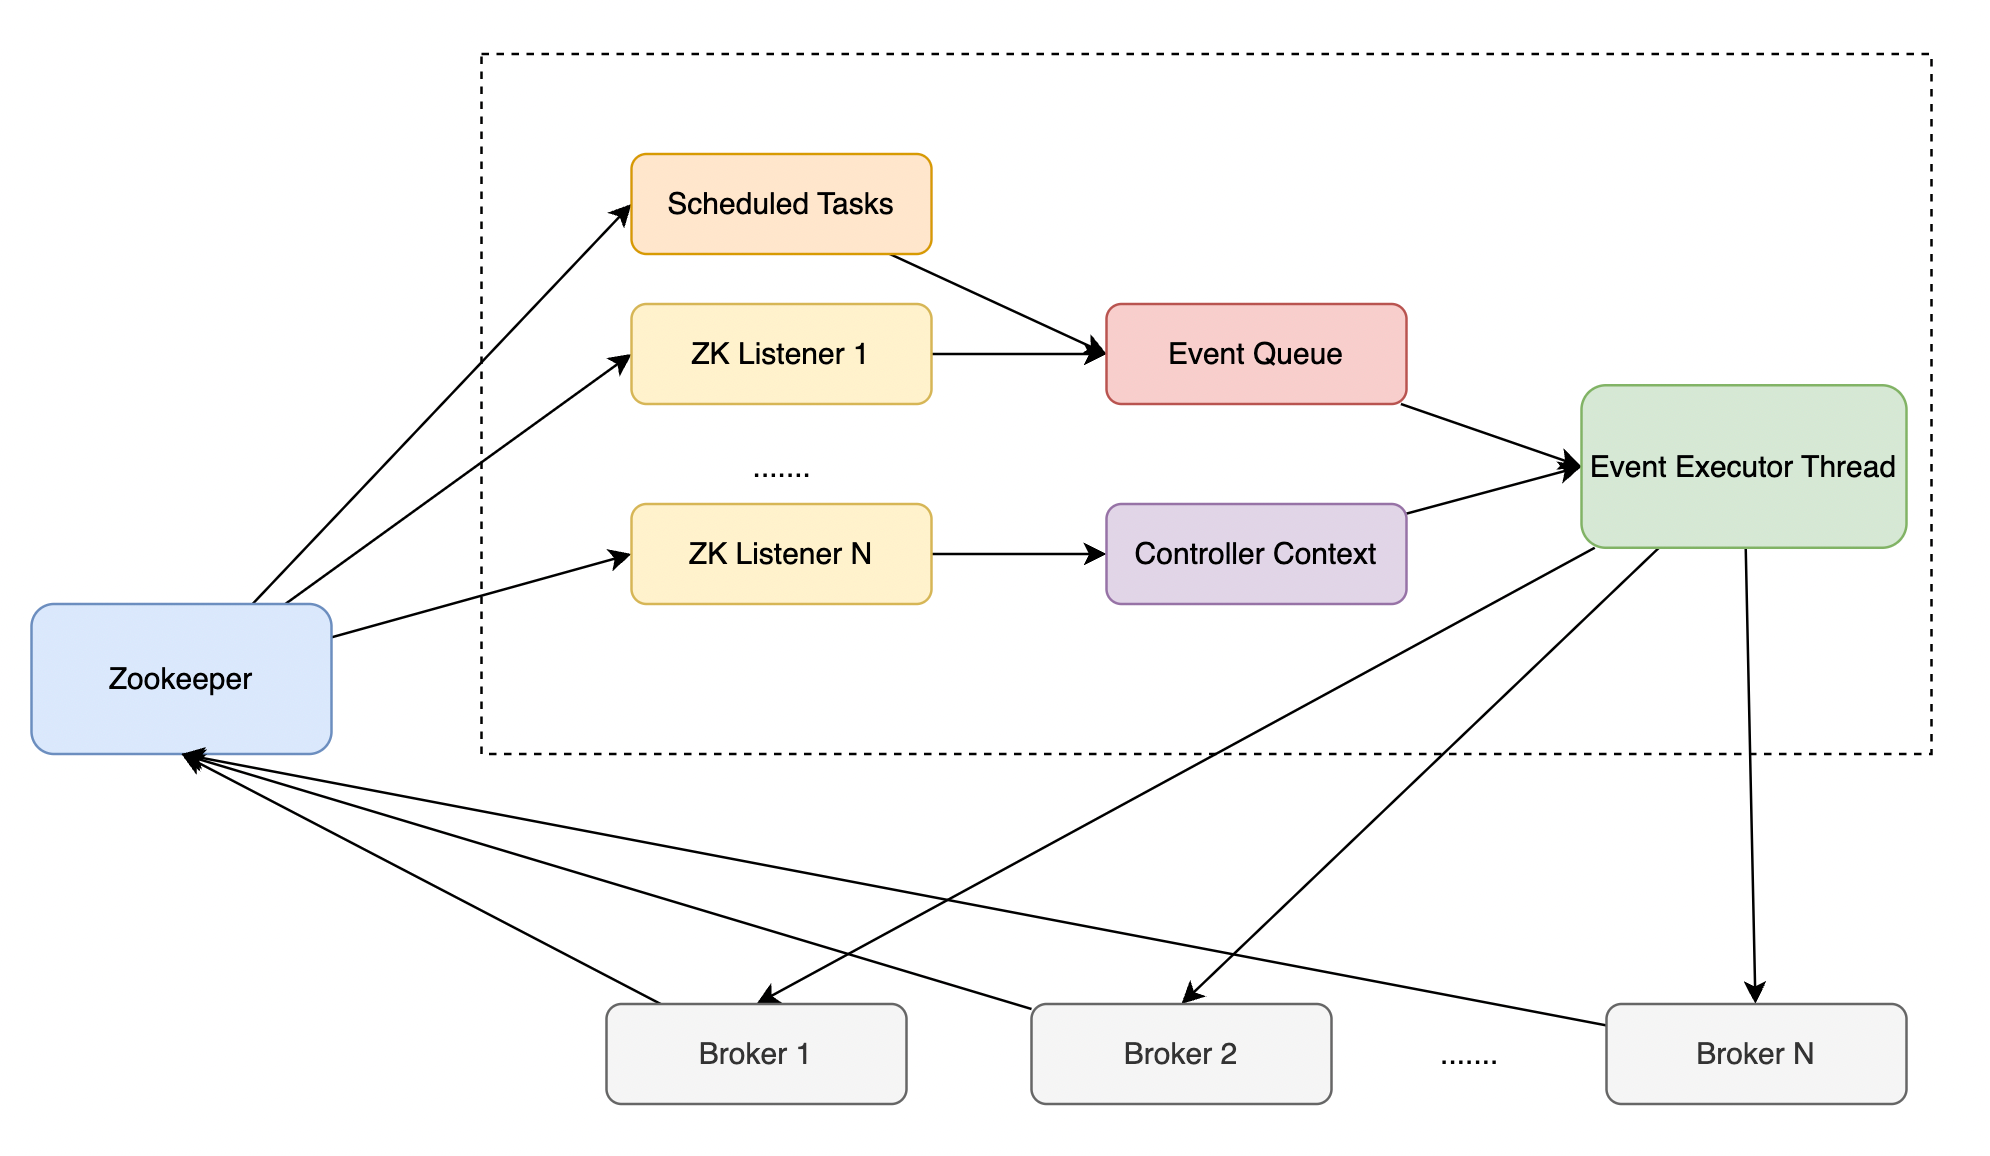 Scheduled Tasks
ZK Listener 1
Event Queue
Event Executor Thread
.......
ZK Listener N
Controller Context
Zookeeper
Broker 1
Broker 2
.......
Broker N